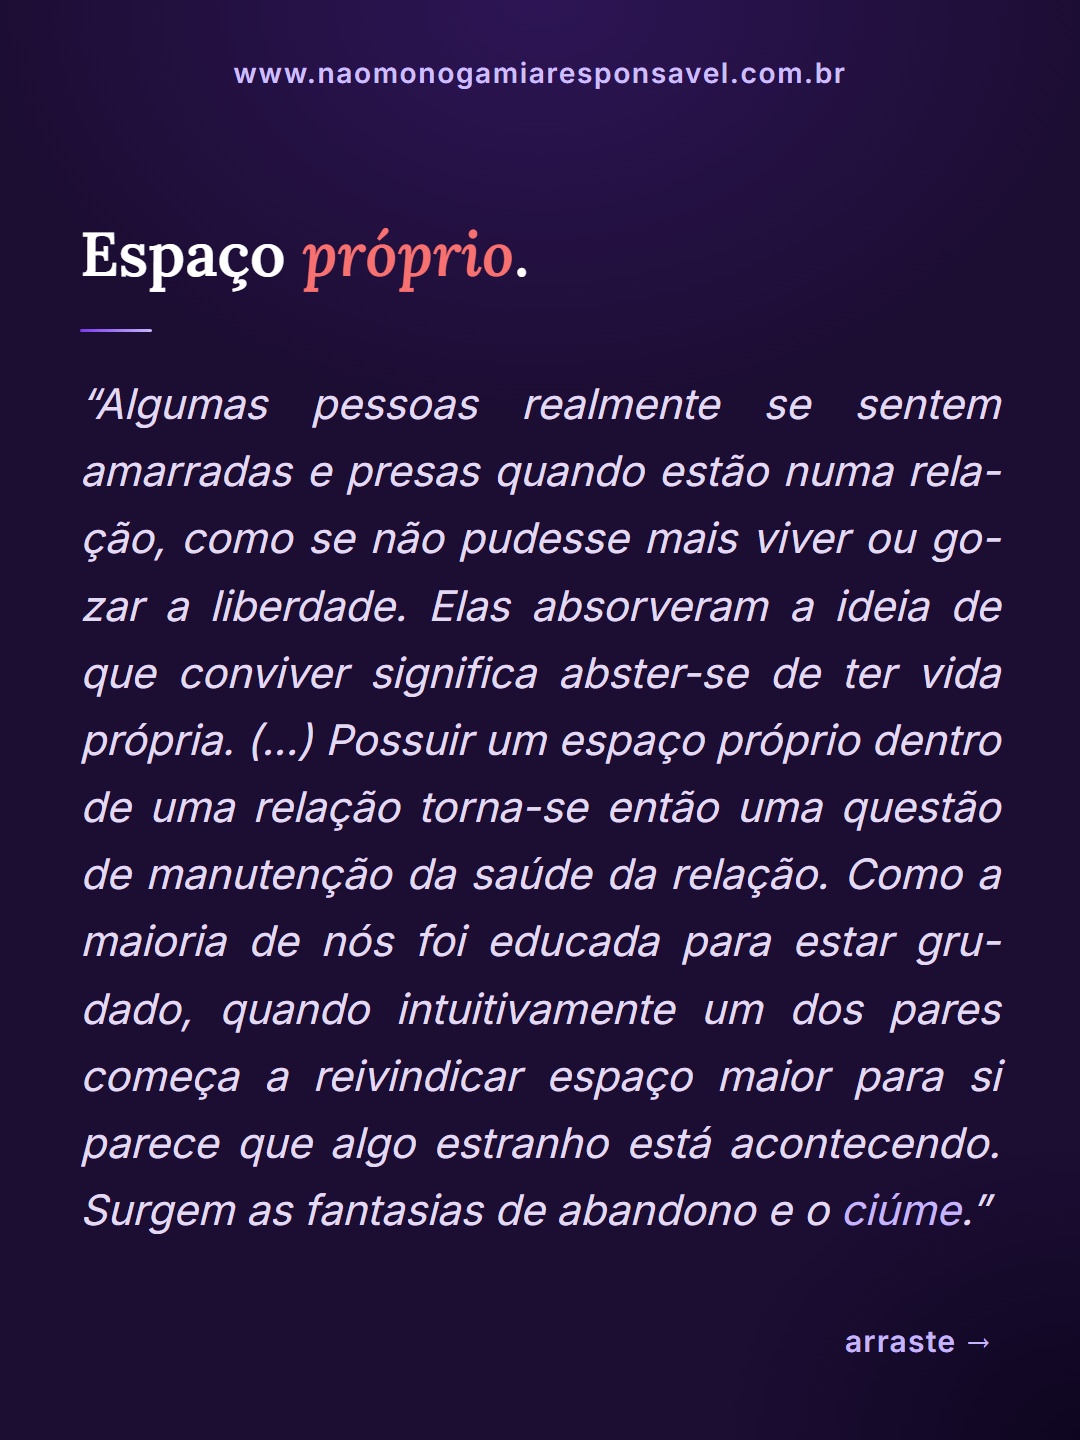 www.naomonogamiaresponsavel.com.br
Espaço próprio.
“Algumas pessoas realmente se sentem
amarradas e presas quando estão numa rela-
ção, como se não pudesse mais viver ou go-
zar a liberdade. Elas absorveram a ideia de
que conviver significa abster-se de ter vida
própria. (...) Possuir um espaço próprio dentro
de uma relação torna-se então uma questão
de manutenção da saúde da relação. Como a
maioria de nós foi educada para estar gru-
dado, quando intuitivamente um dos pares
começa a reivindicar espaço maior para si
parece que algo estranho está acontecendo.
Surgem as fantasias de abandono e o ciúme.”
arraste →